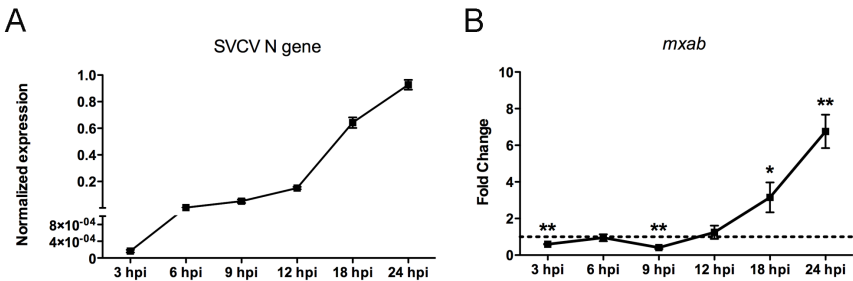 A
SVCV N gene
Normalized expression
1.0
0.8
0.6
0.4
0.2
8×10⁻⁰⁴
4×10⁻⁰⁴
0
3 hpi 6 hpi 9 hpi 12 hpi 18 hpi 24 hpi
B
mxab
Fold Change
10
8
6
4
2
0
** ** * **
3 hpi 6 hpi 9 hpi 12 hpi 18 hpi 24 hpi